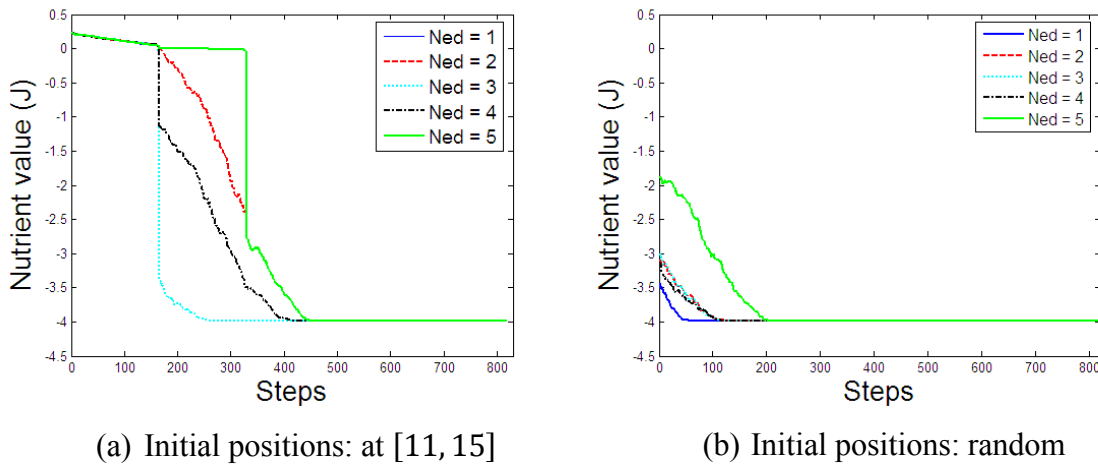 0.5
0
-0.5
-1
-1.5
-2
-2.5
-3
-3.5
-4
-4.5
Nutrient value (J)
0 100 200 300 400 500 600 700 800
Steps
Ned = 1
Ned = 2
Ned = 3
Ned = 4
Ned = 5
(a) Initial positions: at [11, 15]
0.5
0
-0.5
-1
-1.5
-2
-2.5
-3
-3.5
-4
-4.5
Nutrient value (J)
0 100 200 300 400 500 600 700 800
Steps
Ned = 1
Ned = 2
Ned = 3
Ned = 4
Ned = 5
(b) Initial positions: random